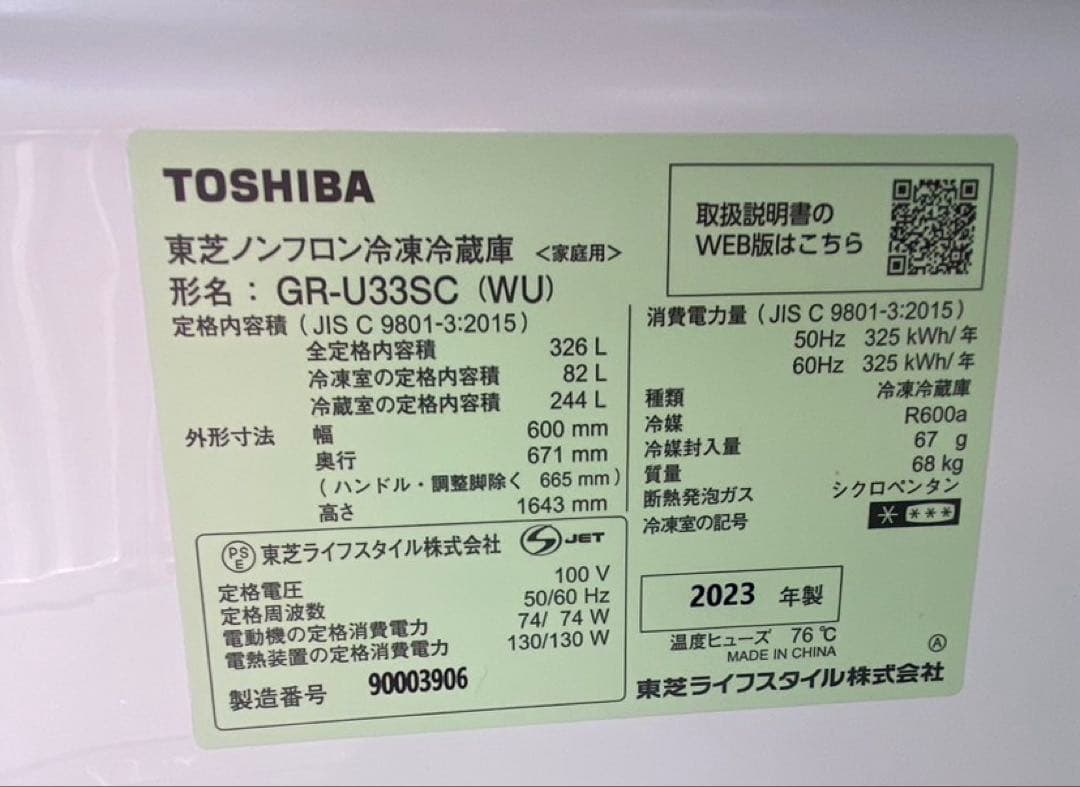 TOSHIBA
取扱説明書の
WEB版はこちら
東芝ノンフロン冷凍冷蔵庫 <家庭用>
形名: GR-U33SC (WU)
定格内容積 (JIS C 9801-3:2015)
全定格内容積 326 L
冷凍室の定格内容積 82 L
冷蔵室の定格内容積 244 L
外形寸法 幅 600 mm
奥行 671 mm
(ハンドル・調整脚除く 665 mm)
高さ 1643 mm
消費電力量 (JIS C 9801-3:2015)
50Hz 325 kWh/年
60Hz 325 kWh/年
種類 冷凍冷蔵庫
冷媒 R600a
冷媒封入量 67 g
質量 68 kg
断熱発泡ガス シクロペンタン
冷凍室の記号 * ***
PS
E 東芝ライフスタイル株式会社 S JET
定格電圧 100 V
定格周波数 50/60 Hz
電動機の定格消費電力 74/ 74 W
電熱装置の定格消費電力 130/130 W
製造番号 90003906
2023 年製
温度ヒューズ 76℃
MADE IN CHINA
A
東芝ライフスタイル株式会社